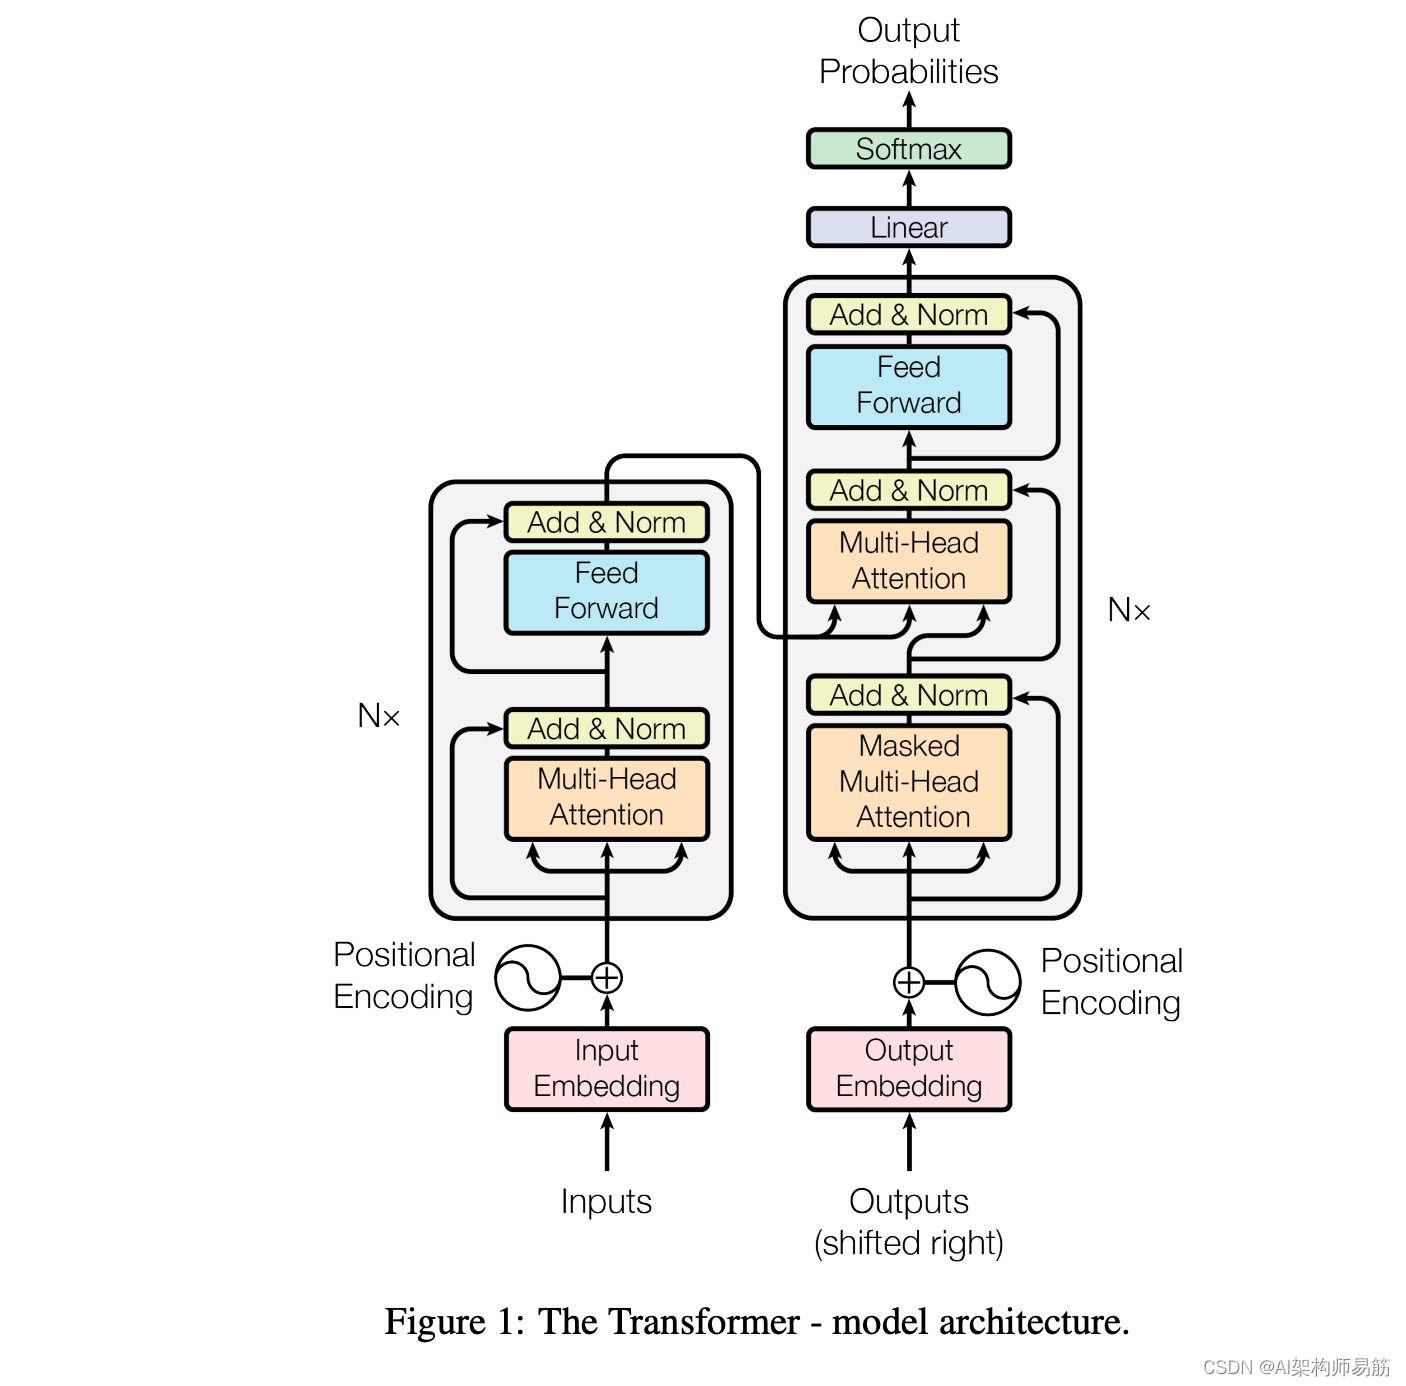 Output
Probabilities
Softmax
Linear
Add & Norm
Feed
Forward
Add & Norm
Multi-Head
Attention
Add & Norm
Masked
Multi-Head
Attention
N×
Add & Norm
Feed
Forward
Add & Norm
Multi-Head
Attention
N×
Positional
Encoding
Positional
Encoding
Input
Embedding
Output
Embedding
Inputs
Outputs
(shifted right)
Figure 1: The Transformer - model architecture.
CSDN @AI架构师易筋